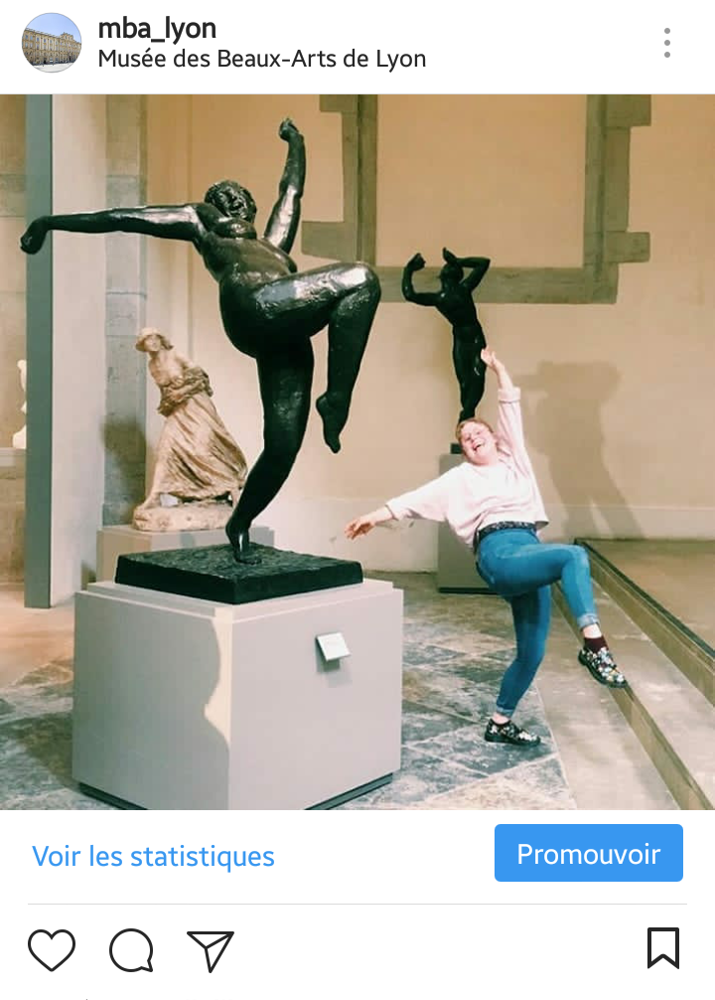 mba_lyon
Musée des Beaux-Arts de Lyon
Voir les statistiques
Promouvoir